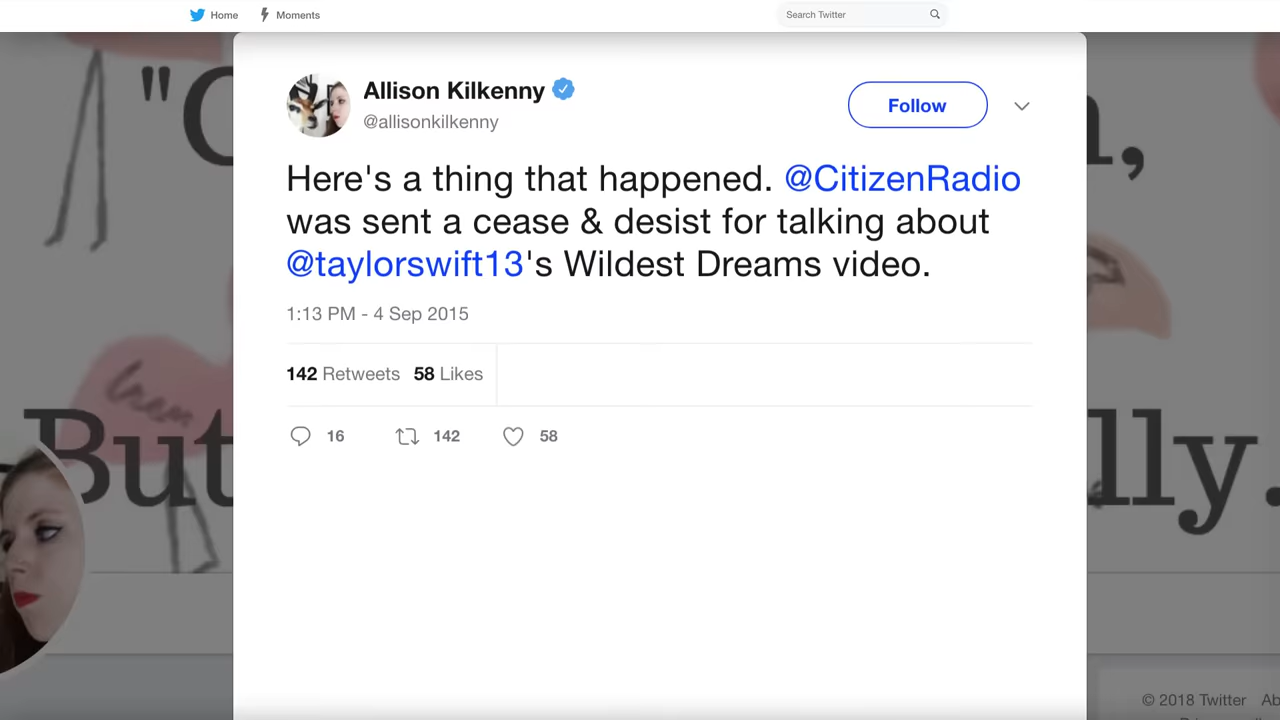 Home Moments Search Twitter
Allison Kilkenny
@allisonkilkenny
Follow
Here's a thing that happened. @CitizenRadio
was sent a cease & desist for talking about
@taylorswift13's Wildest Dreams video.
1:13 PM - 4 Sep 2015
142 Retweets 58 Likes
16 142 58
© 2018 Twitter